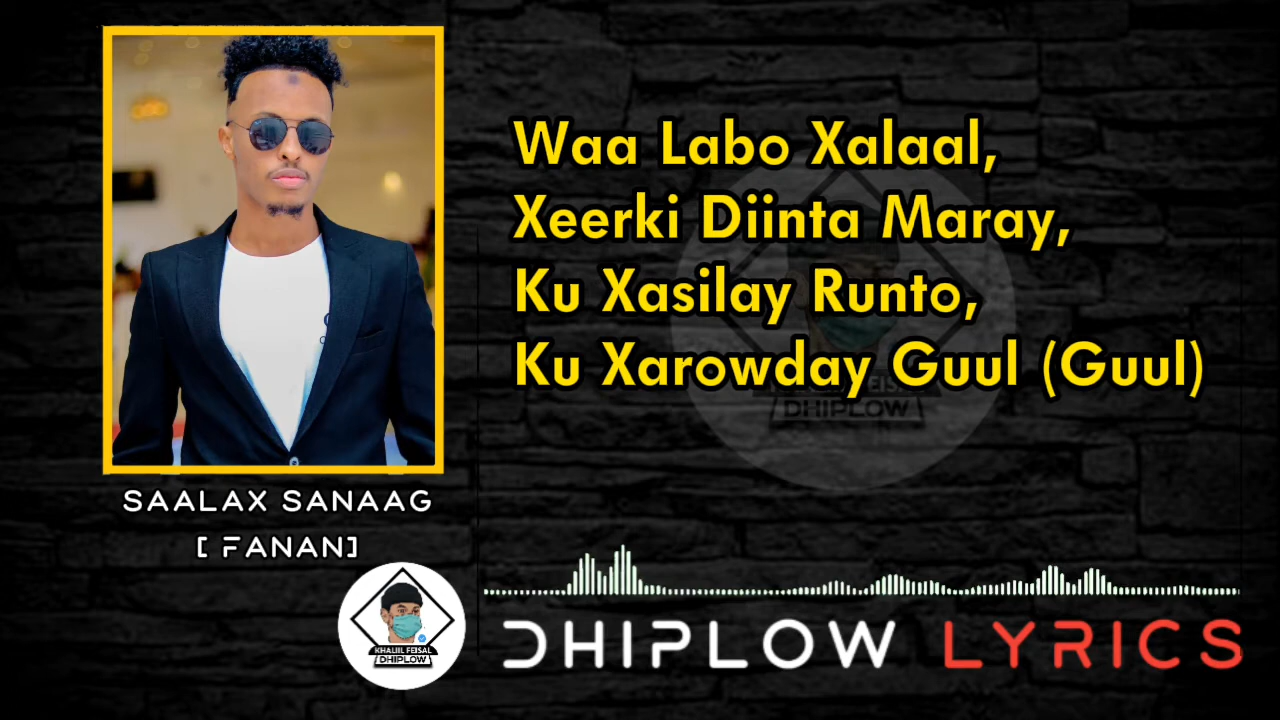 Waa Labo Xalaal,
Xeerki Diinta Maray,
Ku Xasilay Runto,
Ku Xarowday Guul (Guul)
SAALAX SANAAG
[ FANAN]
KHALIIL FEISAL
DHIPLOW
DHIPLOW LYRICS